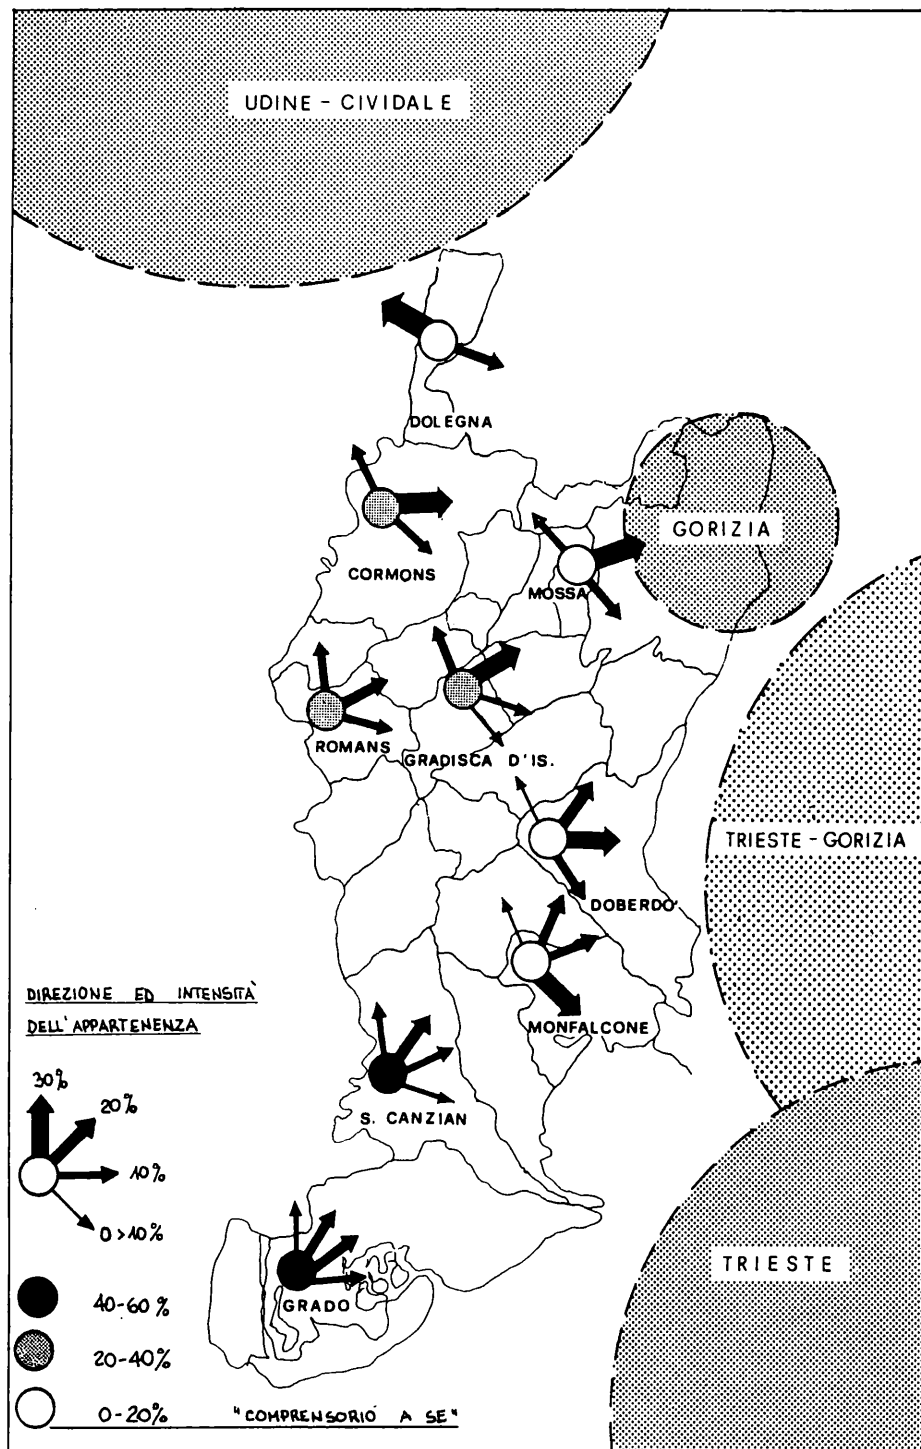 UDINE - CIVIDALE
DOLEGNA
GORIZIA
CORMONS
MOSSA
ROMANS
GRADISCA D'IS.
TRIESTE - GORIZIA
DOBERDO'
MONFALCONE
S. CANZIAN
TRIESTE
GRADO
DIREZIONE ED INTENSITÀ
DELL'APPARTENENZA
30%
20%
10%
0>10%
40-60%
20-40%
0-20% "COMPRENSORIO A SE"